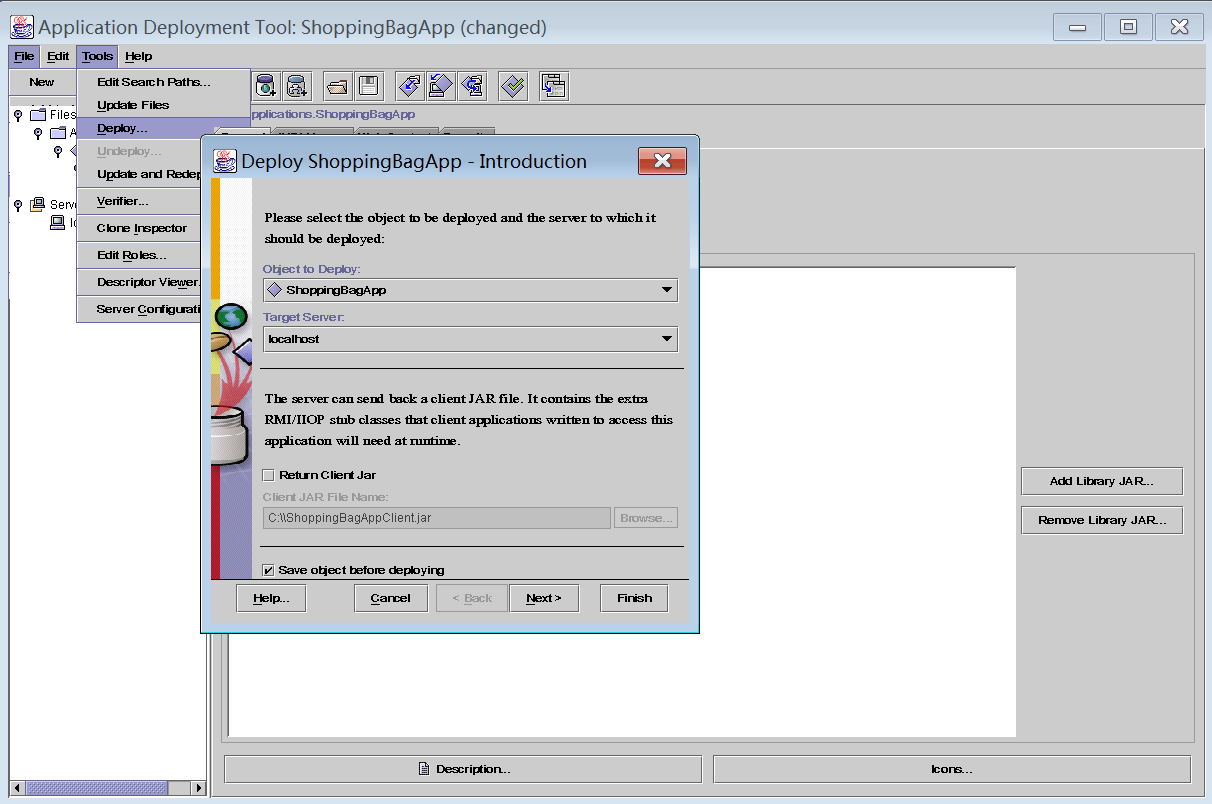 Application Deployment Tool: ShoppingBagApp (changed)
File Edit Tools Help
New
Edit Search Paths...
Update Files
Files
pplications.ShoppingBagApp
Deploy...
Undeploy...
Update and Redep
Verifier...
Serv
Clone Inspector
Edit Roles...
Descriptor Viewer
Server Configurati
Deploy ShoppingBagApp - Introduction
Please select the object to be deployed and the server to which it
should be deployed:
Object to Deploy:
ShoppingBagApp
Target Server:
localhost
The server can send back a client JAR file. It contains the extra
RMI/IIOP stub classes that client applications written to access this
application will need at runtime.
Return Client Jar
Client JAR File Name:
C:\\ShoppingBagAppClient.jar
Browse...
Save object before deploying
Help... Cancel < Back Next > Finish
Add Library JAR...
Remove Library JAR...
Description...
Icons...